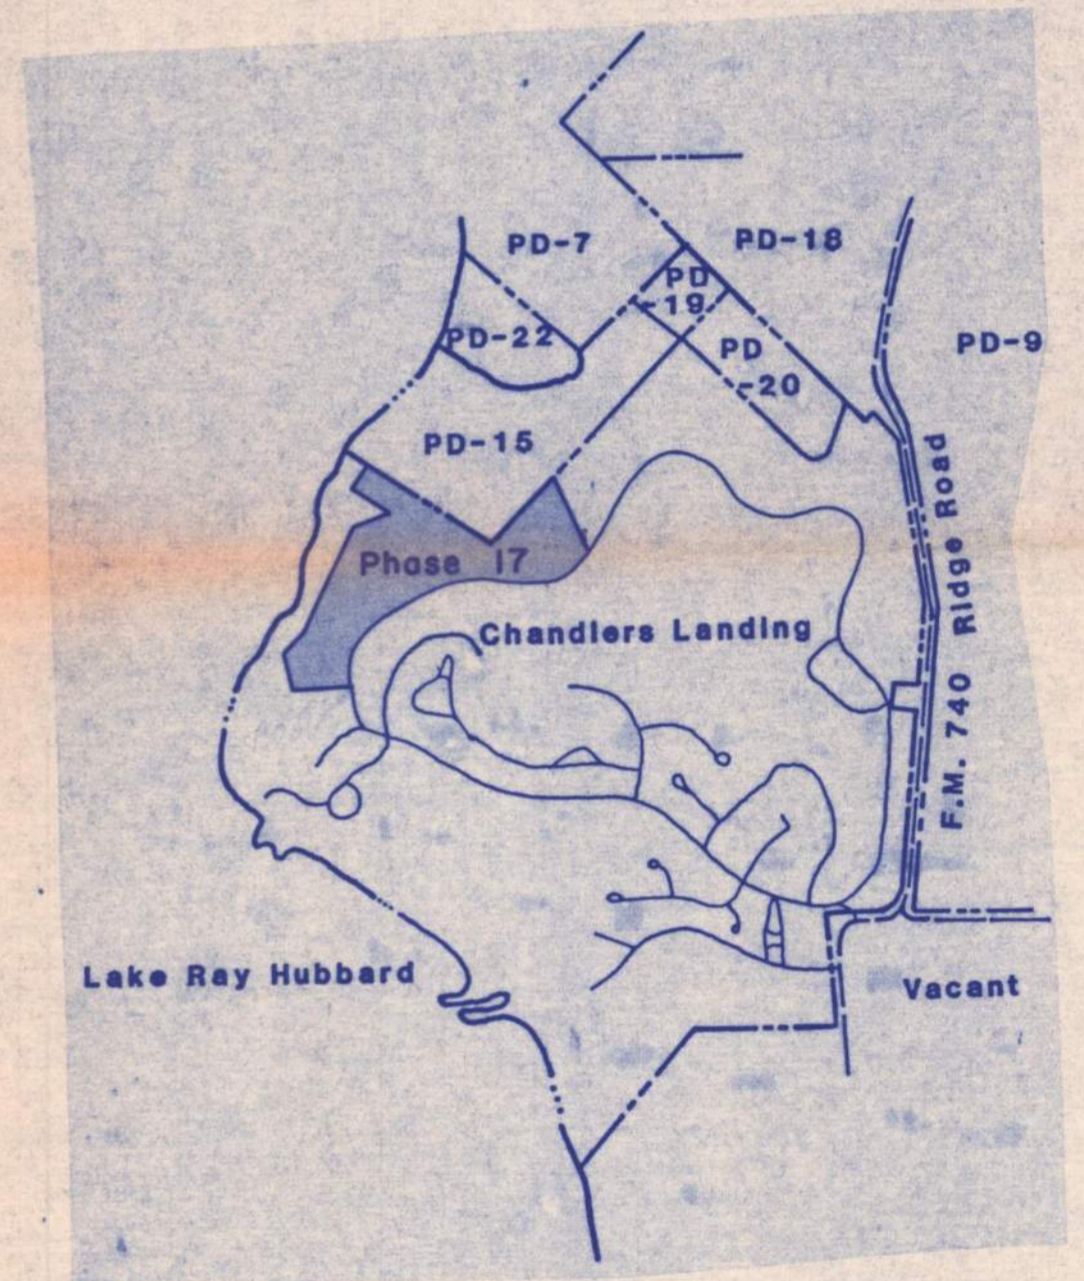 PD-7
PD-18
PD
-19
PD-22
PD
-20
PD-9
PD-15
Phase 17
Chandlers Landing
F.M. 740 Ridge Road
Lake Ray Hubbard
Vacant